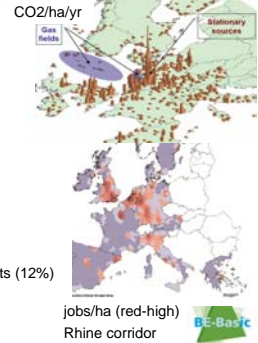 CO2/ha/yr
Gas
fields
Stationary
sources
ts (12%)
jobs/ha (red-high)
Rhine corridor
BE-Basic